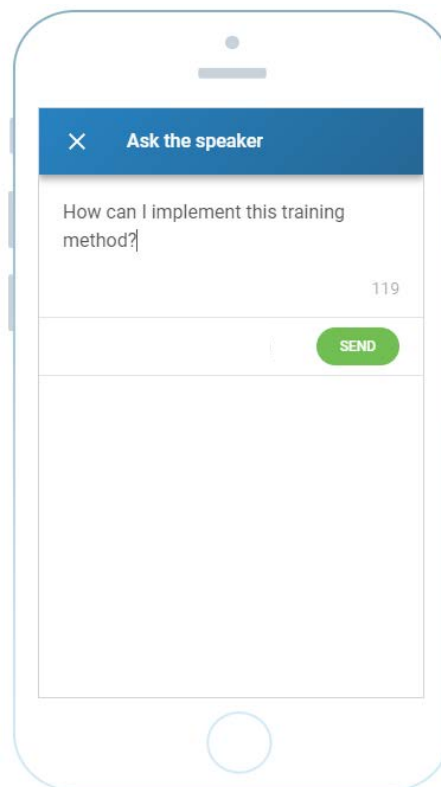 Ask the speaker
How can I implement this training
method?
119
SEND